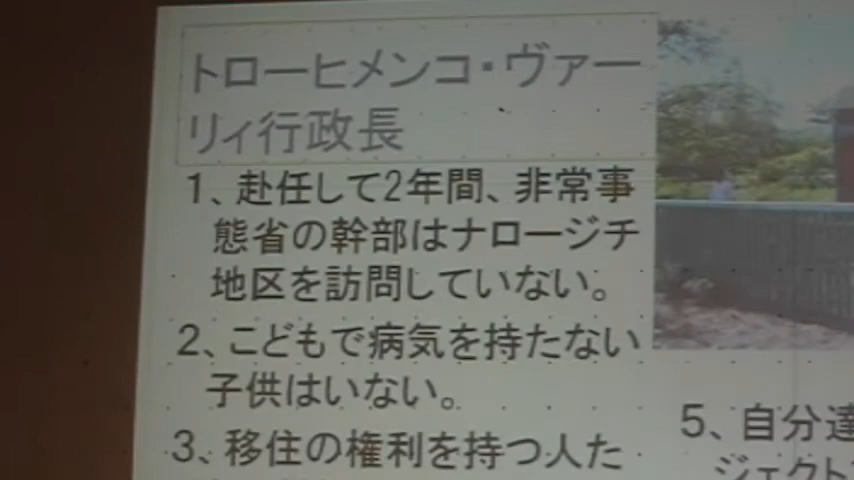 トローヒメンコ・ヴァー
リィ行政長
1、赴任して2年間、非常事
態省の幹部はナロージチ
地区を訪問していない。
2、こどもで病気を持たない
子供はいない。
3、移住の権利を持つ人た
5、自分達
ジェクト